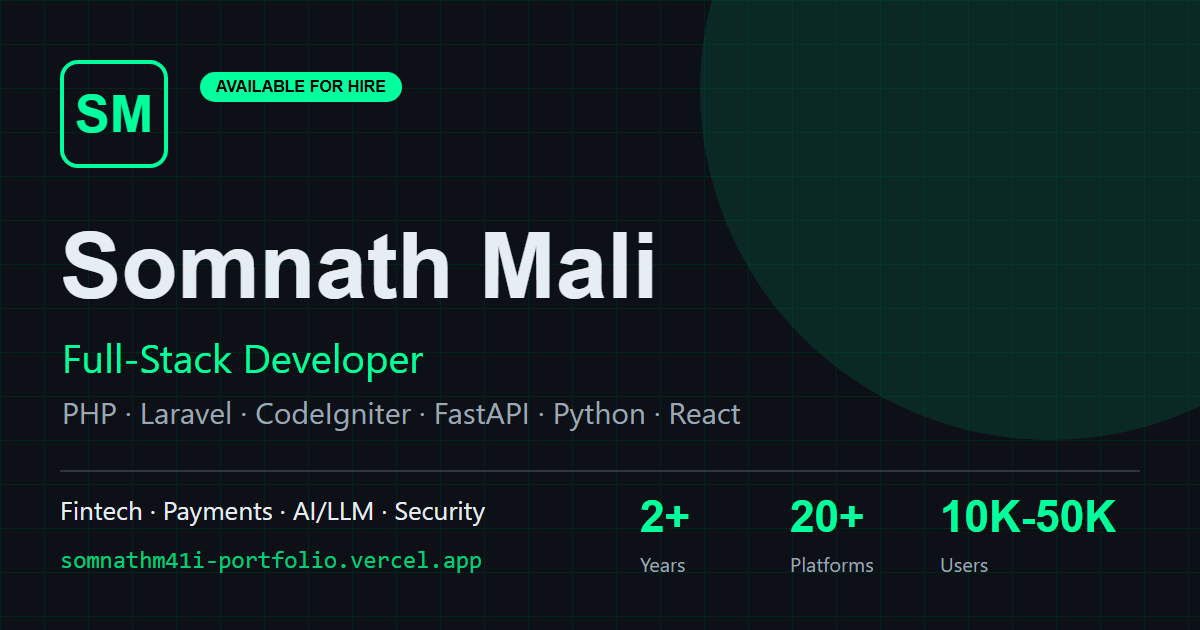 SM
AVAILABLE FOR HIRE
Somnath Mali
Full-Stack Developer
PHP · Laravel · CodeIgniter · FastAPI · Python · React
Fintech · Payments · AI/LLM · Security
somnathm41i-portfolio.vercel.app
2+
Years
20+
Platforms
10K-50K
Users